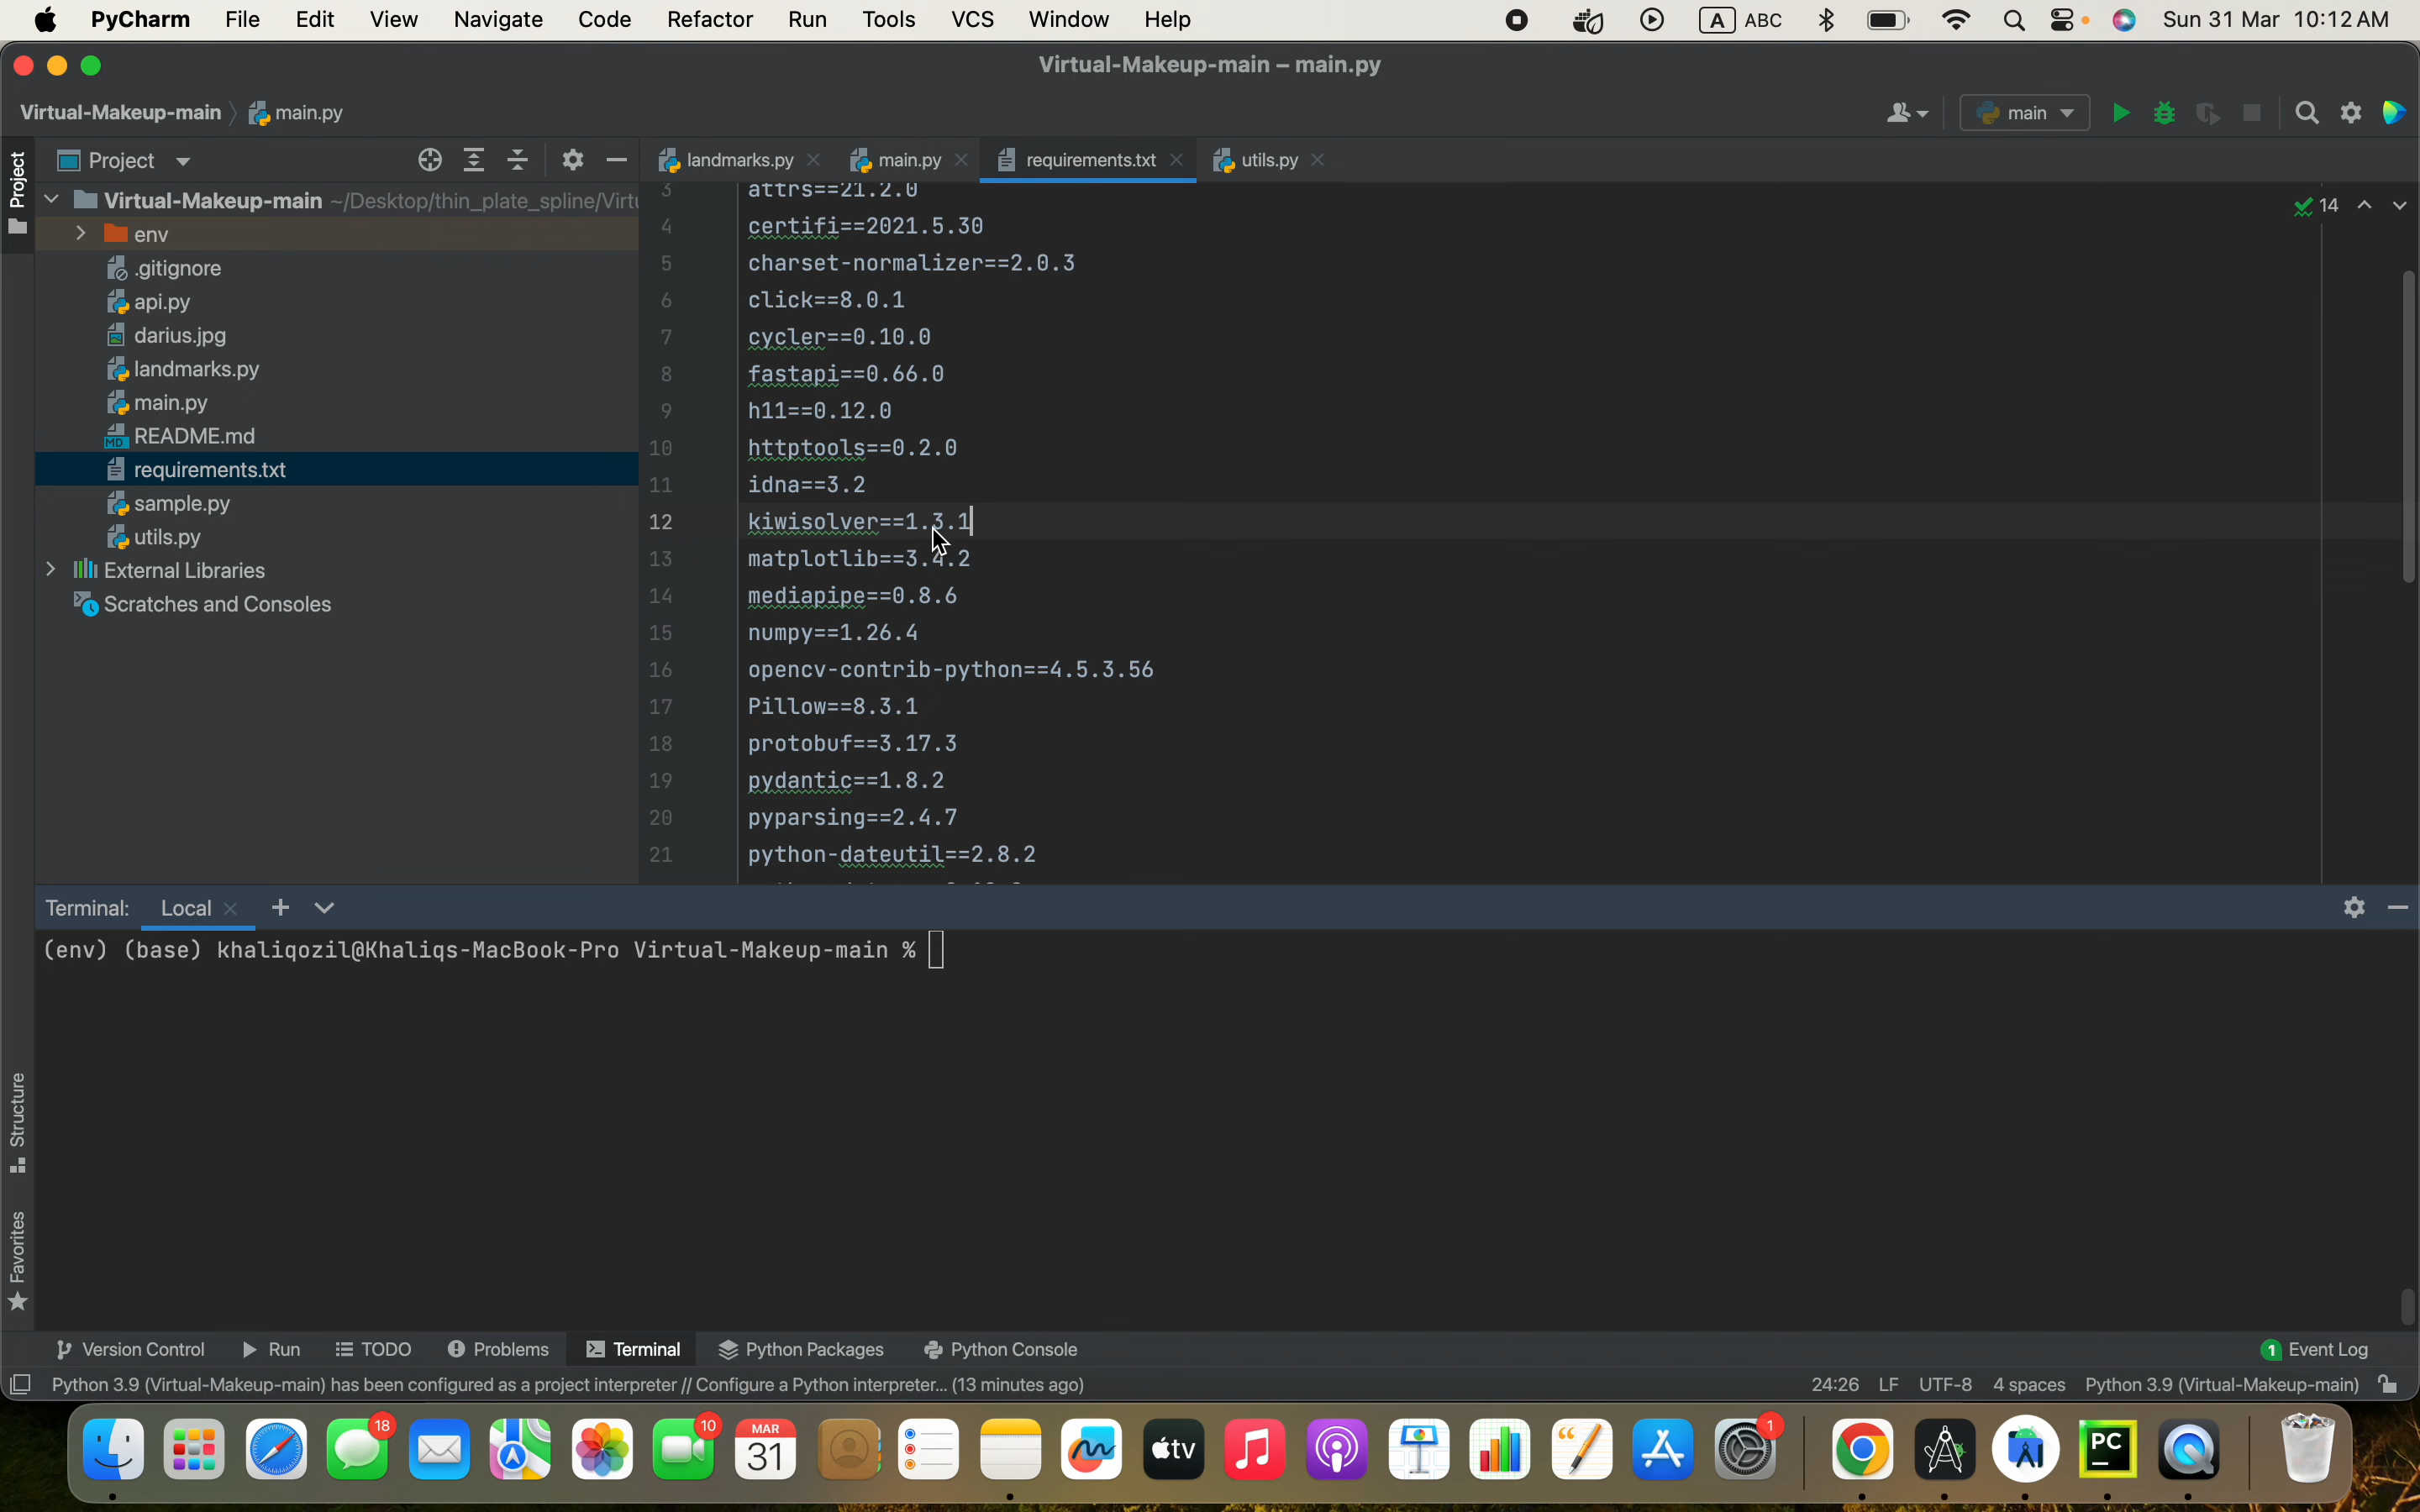 PyCharm File Edit View Navigate Code Refactor Run Tools VCS Window Help A ABC Sun 31 Mar 10:12 AM
Virtual-Makeup-main – main.py
Virtual-Makeup-main main.py main
Project
Project landmarks.py main.py requirements.txt utils.py
Virtual-Makeup-main ~/Desktop/thin_plate_spline/Virtu
env
.gitignore
api.py
darius.jpg
landmarks.py
main.py
README.md
requirements.txt
sample.py
utils.py
External Libraries
Scratches and Consoles
14
3 attrs==21.2.0
4 certifi==2021.5.30
5 charset-normalizer==2.0.3
6 click==8.0.1
7 cycler==0.10.0
8 fastapi==0.66.0
9 h11==0.12.0
10 httptools==0.2.0
11 idna==3.2
12 kiwisolver==1.3.1
13 matplotlib==3.4.2
14 mediapipe==0.8.6
15 numpy==1.26.4
16 opencv-contrib-python==4.5.3.56
17 Pillow==8.3.1
18 protobuf==3.17.3
19 pydantic==1.8.2
20 pyparsing==2.4.7
21 python-dateutil==2.8.2
Terminal: Local
(env) (base) khaliqozil@Khaliqs-MacBook-Pro Virtual-Makeup-main %
Structure
Favorites
Version Control Run TODO Problems Terminal Python Packages Python Console 1 Event Log
Python 3.9 (Virtual-Makeup-main) has been configured as a project interpreter // Configure a Python interpreter... (13 minutes ago) 24:26 LF UTF-8 4 spaces Python 3.9 (Virtual-Makeup-main)
18 10 MAR 31 tv 1 PC